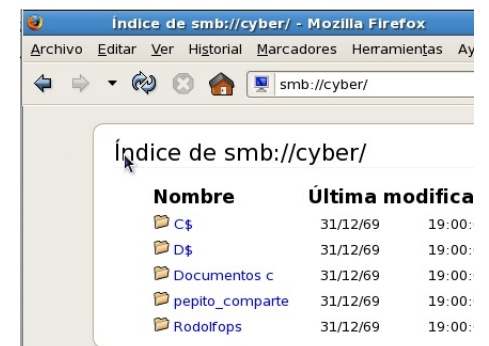 Índice de smb://cyber/ - Mozilla Firefox
Archivo Editar Ver Historial Marcadores Herramientas Ay
smb://cyber/
Índice de smb://cyber/
Nombre Última modifica
C$ 31/12/69 19:00:
D$ 31/12/69 19:00:
Documentos c 31/12/69 19:00:
pepito_comparte 31/12/69 19:00:
Rodolfops 31/12/69 19:00: